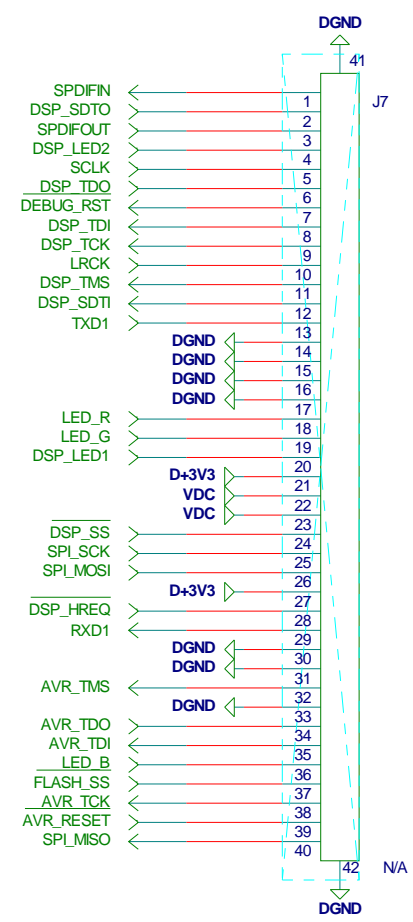 DGND
41
J7
SPDIFIN
1
DSP_SDTO
2
SPDIFOUT
3
DSP_LED2
4
SCLK
5
DSP_TDO
6
DEBUG_RST
7
DSP_TDI
8
DSP_TCK
9
LRCK
10
DSP_TMS
11
DSP_SDTI
12
TXD1
13
DGND
14
DGND
15
DGND
16
DGND
17
LED_R
18
LED_G
19
DSP_LED1
20
D+3V3
21
VDC
22
VDC
23
DSP_SS
24
SPI_SCK
25
SPI_MOSI
26
D+3V3
27
DSP_HREQ
28
RXD1
29
DGND
30
DGND
31
AVR_TMS
32
DGND
33
AVR_TDO
34
AVR_TDI
35
LED_B
36
FLASH_SS
37
AVR_TCK
38
AVR_RESET
39
SPI_MISO
40
42
N/A
DGND